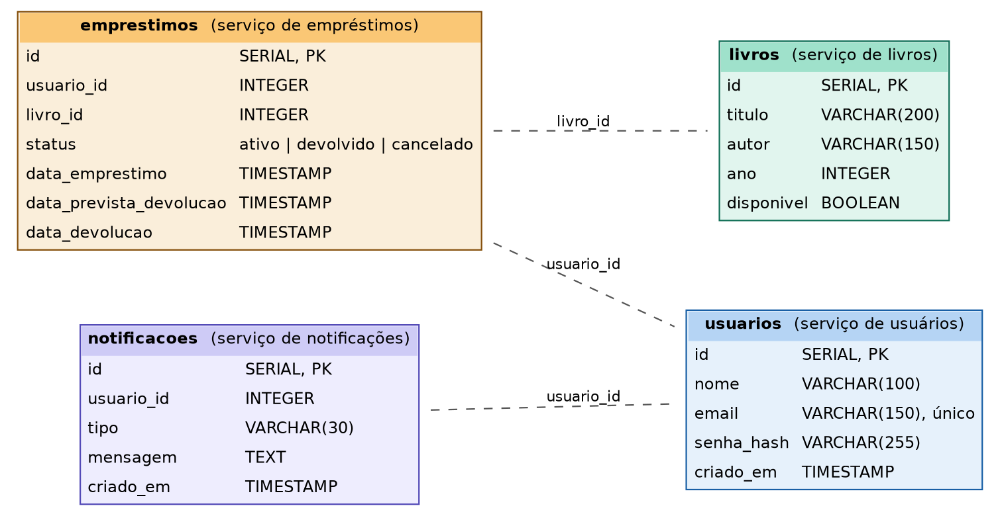 emprestimos (serviço de empréstimos)
id SERIAL, PK
usuario_id INTEGER
livro_id INTEGER
status ativo | devolvido | cancelado
data_emprestimo TIMESTAMP
data_prevista_devolucao TIMESTAMP
data_devolucao TIMESTAMP
livro_id
livros (serviço de livros)
id SERIAL, PK
titulo VARCHAR(200)
autor VARCHAR(150)
ano INTEGER
disponivel BOOLEAN
usuario_id
notificacoes (serviço de notificações)
id SERIAL, PK
usuario_id INTEGER
tipo VARCHAR(30)
mensagem TEXT
criado_em TIMESTAMP
usuario_id
usuarios (serviço de usuários)
id SERIAL, PK
nome VARCHAR(100)
email VARCHAR(150), único
senha_hash VARCHAR(255)
criado_em TIMESTAMP